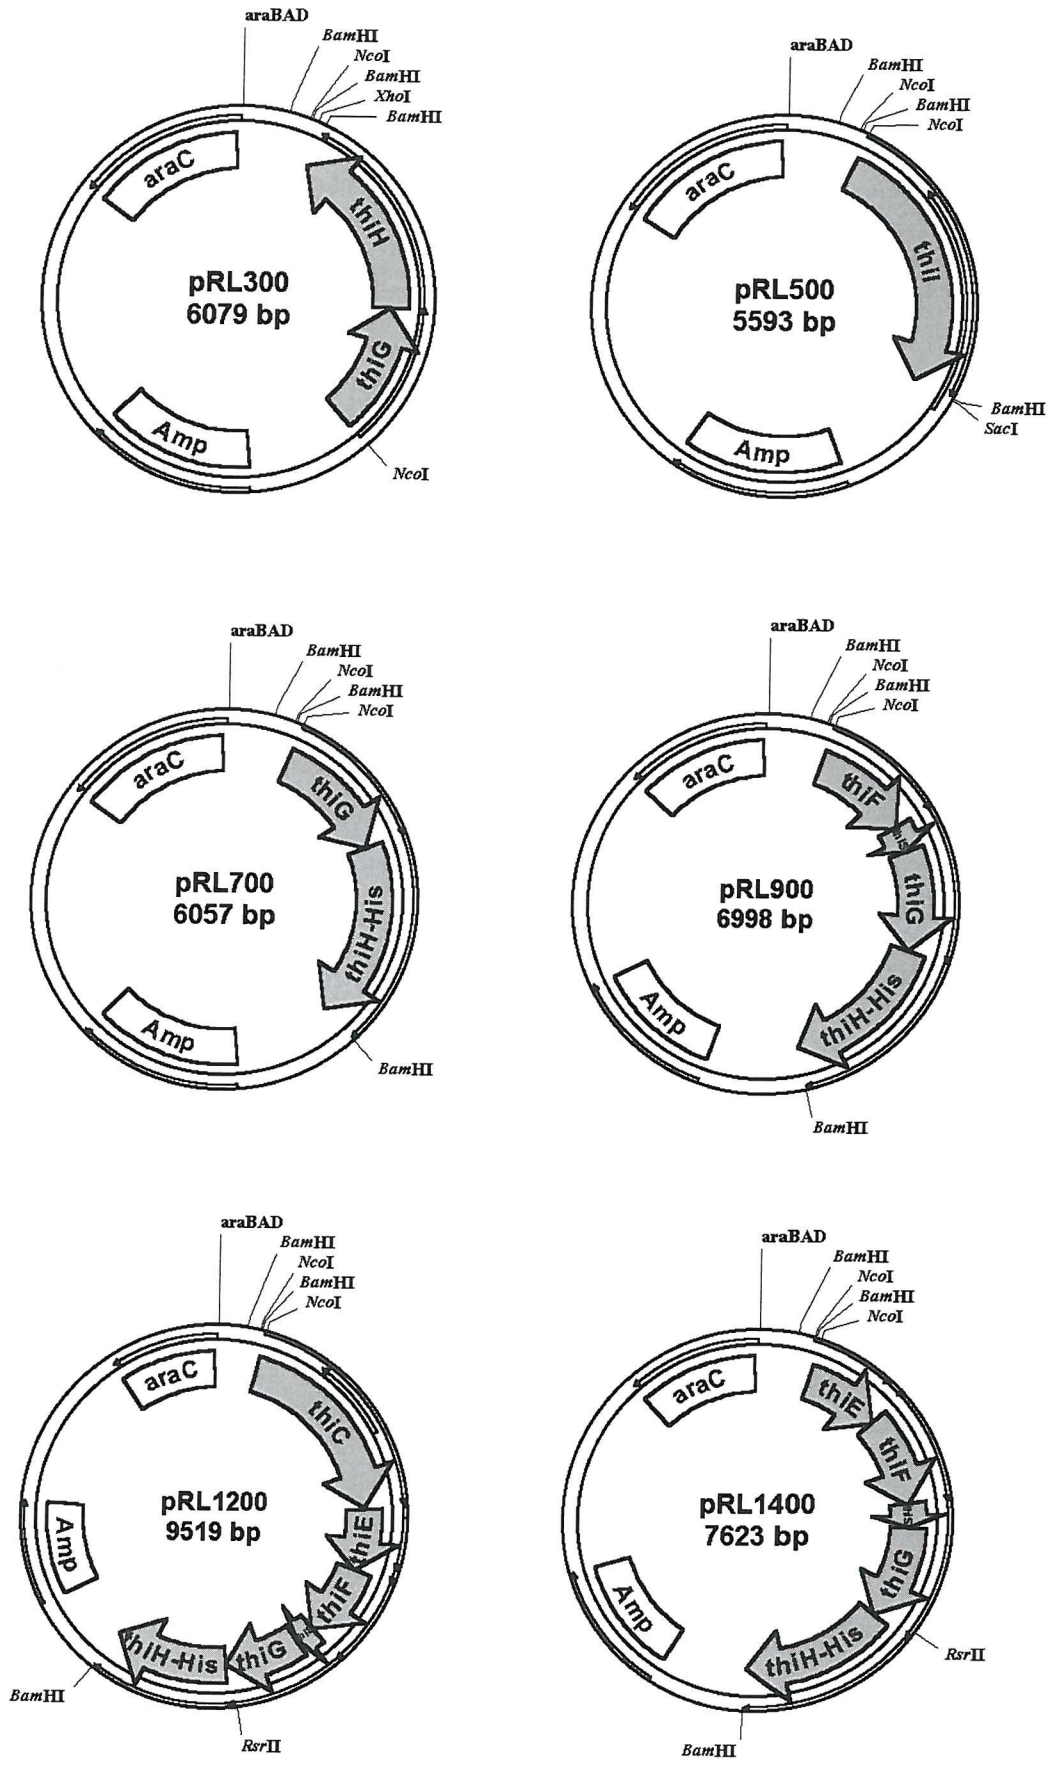 araBAD
BamHI
NcoI
BamHI
XhoI
BamHI
araC
thiH
pRL300
6079 bp
thiG
Amp
NcoI
araBAD
BamHI
NcoI
BamHI
NcoI
araC
thiI
pRL500
5593 bp
BamHI
SacI
Amp
araBAD
BamHI
NcoI
BamHI
NcoI
araC
thiG
pRL700
6057 bp
thiH-His
Amp
BamHI
araBAD
BamHI
NcoI
BamHI
NcoI
araC
thiF
thiS
thiG
pRL900
6998 bp
thiH-His
Amp
BamHI
araBAD
BamHI
NcoI
BamHI
NcoI
araC
thiC
pRL1200
9519 bp
thiE
Amp
thiF
thiG
thiH-His
BamHI
RsrII
araBAD
BamHI
NcoI
BamHI
NcoI
araC
thiE
thiF
pRL1400
7623 bp
thiG
Amp
thiH-His
RsrII
BamHI